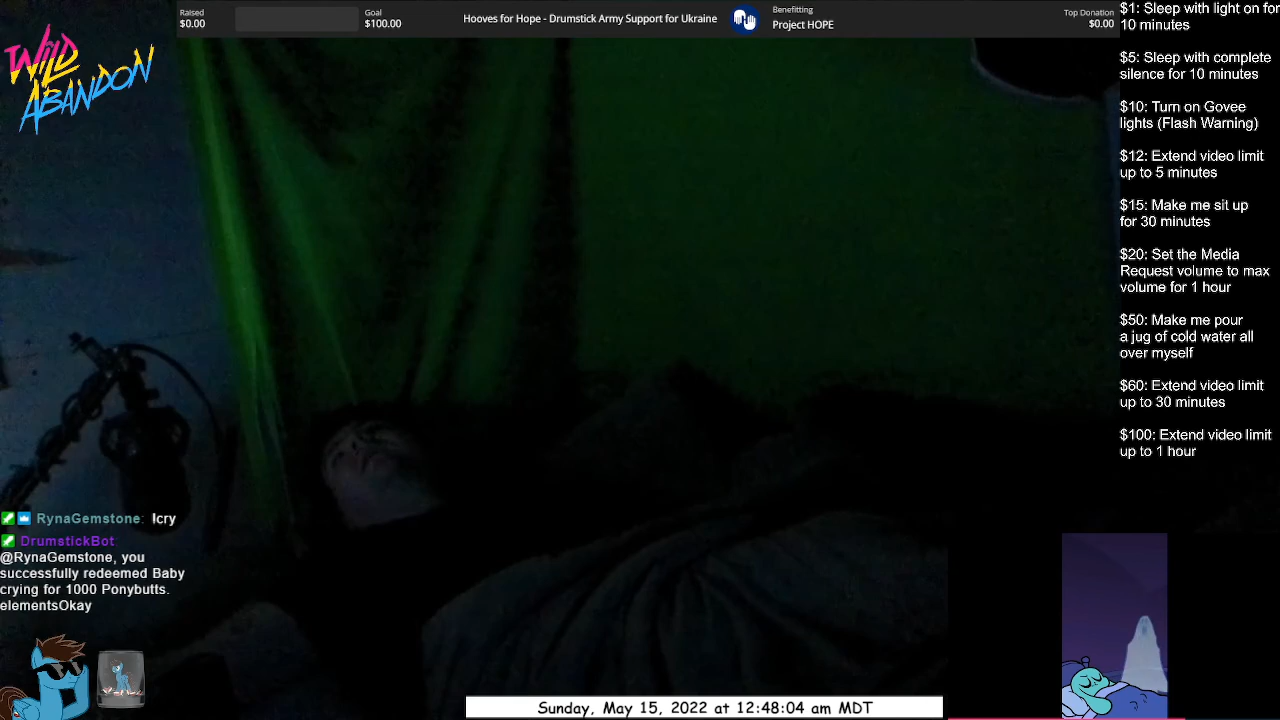 Raised
$0.00
Goal
$100.00
Hooves for Hope - Drumstick Army Support for Ukraine
Benefitting
Project HOPE
Top Donation
$0.00
WILD
ABANDON
$1: Sleep with light on for
10 minutes
$5: Sleep with complete
silence for 10 minutes
$10: Turn on Govee
lights (Flash Warning)
$12: Extend video limit
up to 5 minutes
$15: Make me sit up
for 30 minutes
$20: Set the Media
Request volume to max
volume for 1 hour
$50: Make me pour
a jug of cold water all
over myself
$60: Extend video limit
up to 30 minutes
$100: Extend video limit
up to 1 hour
RynaGemstone: !cry
DrumstickBot:
@RynaGemstone, you
successfully redeemed Baby
crying for 1000 Ponybutts.
elementsOkay
Sunday, May 15, 2022 at 12:48:04 am MDT